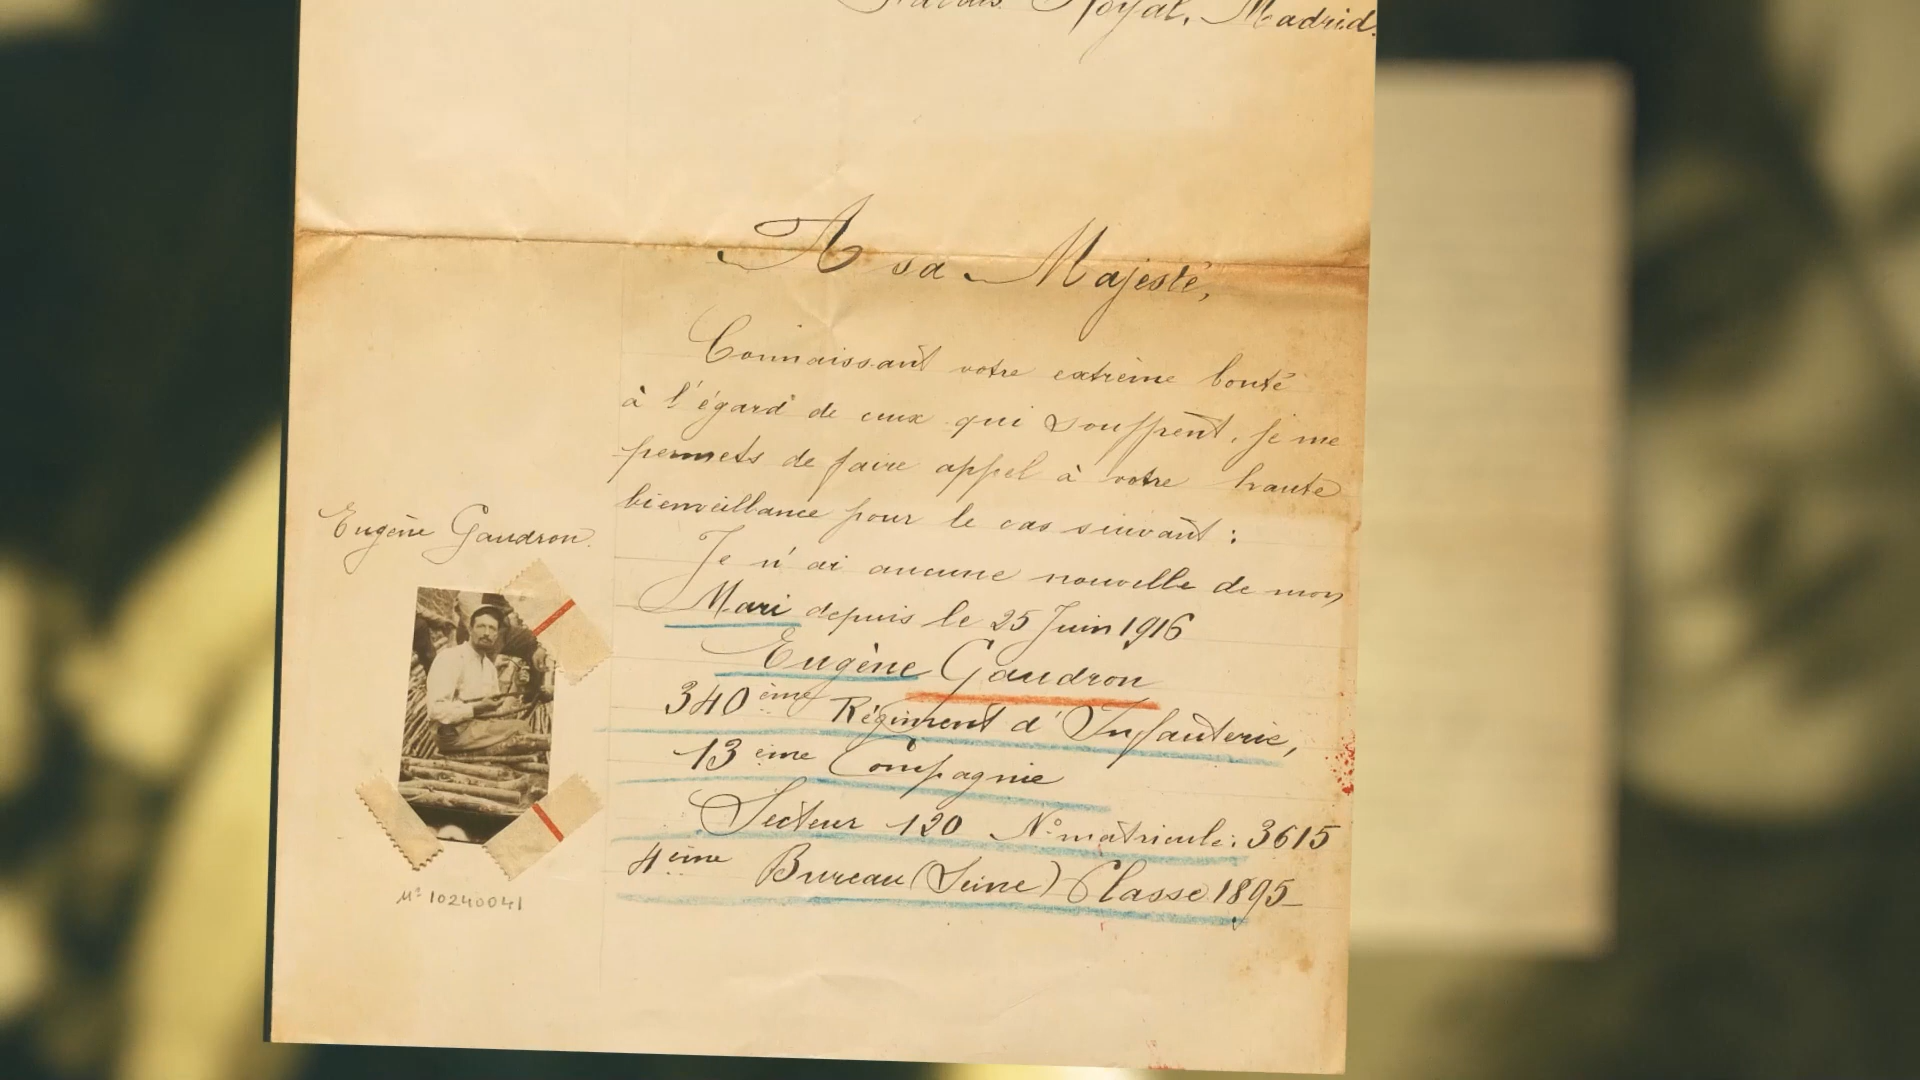 Palais Royal, Madrid.
A sa Majesté,
Connaissant votre extrême bonté
à l'égard de ceux qui souffrent, je me
permets de faire appel à votre haute
bienveillance pour le cas suivant :
Je n'ai aucune nouvelle de mon
Mari depuis le 25 Juin 1916
Eugène Gaudron
340ème Régiment d'Infanterie,
13ème Compagnie
Secteur 120 N° matricule : 3615
4ème Bureau (Seine) Classe 1895
Eugène Gaudron.
N° 10240041